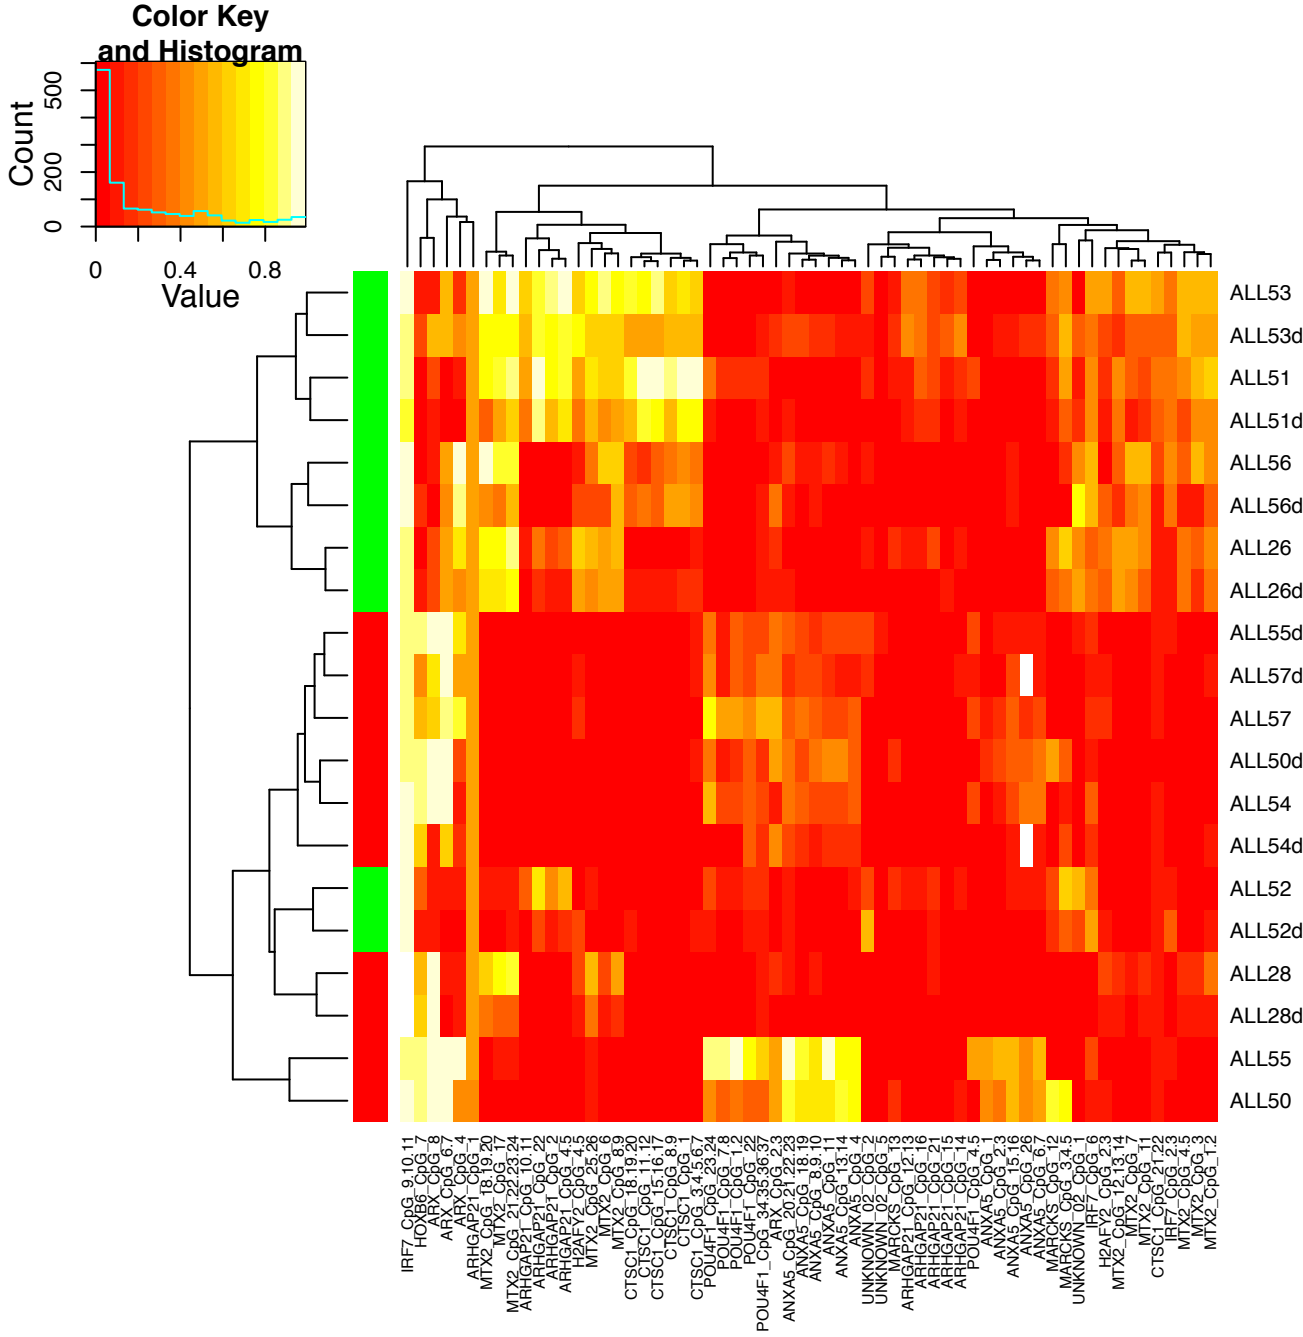 Color Key
and Histogram
Count
0
200
500
0
0.4
0.8
Value
ALL53
ALL53d
ALL51
ALL51d
ALL56
ALL56d
ALL26
ALL26d
ALL55d
ALL57d
ALL57
ALL50d
ALL54
ALL54d
ALL52
ALL52d
ALL28
ALL28d
ALL55
ALL50
IRF7_CpG_9.10.11
HOXB6_CpG_7
ARX_CpG_8
ARX_CpG_6.7
ARX_CpG_4
ARHGAP21_CpG_1
MTX2_CpG_18.19.20
MTX2_CpG_17
MTX2_CpG_21.22.23.24
ARHGAP21_CpG_10.11
ARHGAP21_CpG_22
ARHGAP21_CpG_2
ARHGAP21_CpG_4.5
H2AFY2_CpG_4.5
MTX2_CpG_25.26
MTX2_CpG_6
MTX2_CpG_8.9
CTSC1_CpG_18.19.20
CTSC1_CpG_11.12
CTSC1_CpG_15.16.17
CTSC1_CpG_8.9
CTSC1_CpG_1
CTSC1_CpG_3.4.5.6.7
POU4F1_CpG_23.24
POU4F1_CpG_7.8
POU4F1_CpG_1.2
POU4F1_CpG_22
POU4F1_CpG_34.35.36.37
ARX_CpG_2.3
ANXA5_CpG_20.21.22.23
ANXA5_CpG_18.19
ANXA5_CpG_8.9.10
ANXA5_CpG_11
ANXA5_CpG_13.14
ANXA5_CpG_4
UNKNOWN_02_CpG_2
UNKNOWN_02_CpG_5
MARCKS_CpG_13
ARHGAP21_CpG_12.13
ARHGAP21_CpG_16
ARHGAP21_CpG_21
ARHGAP21_CpG_15
ARHGAP21_CpG_14
POU4F1_CpG_4.5
ANXA5_CpG_1
ANXA5_CpG_2.3
ANXA5_CpG_15.16
ANXA5_CpG_26
ANXA5_CpG_6.7
MARCKS_CpG_12
MARCKS_CpG_3.4.5
UNKNOWN_02_CpG_1
IRF7_CpG_6
H2AFY2_CpG_2.3
MTX2_CpG_12.13.14
MTX2_CpG_7
MTX2_CpG_11
CTSC1_CpG_21.22
IRF7_CpG_2.3
MTX2_CpG_4.5
MTX2_CpG_3
MTX2_CpG_1.2